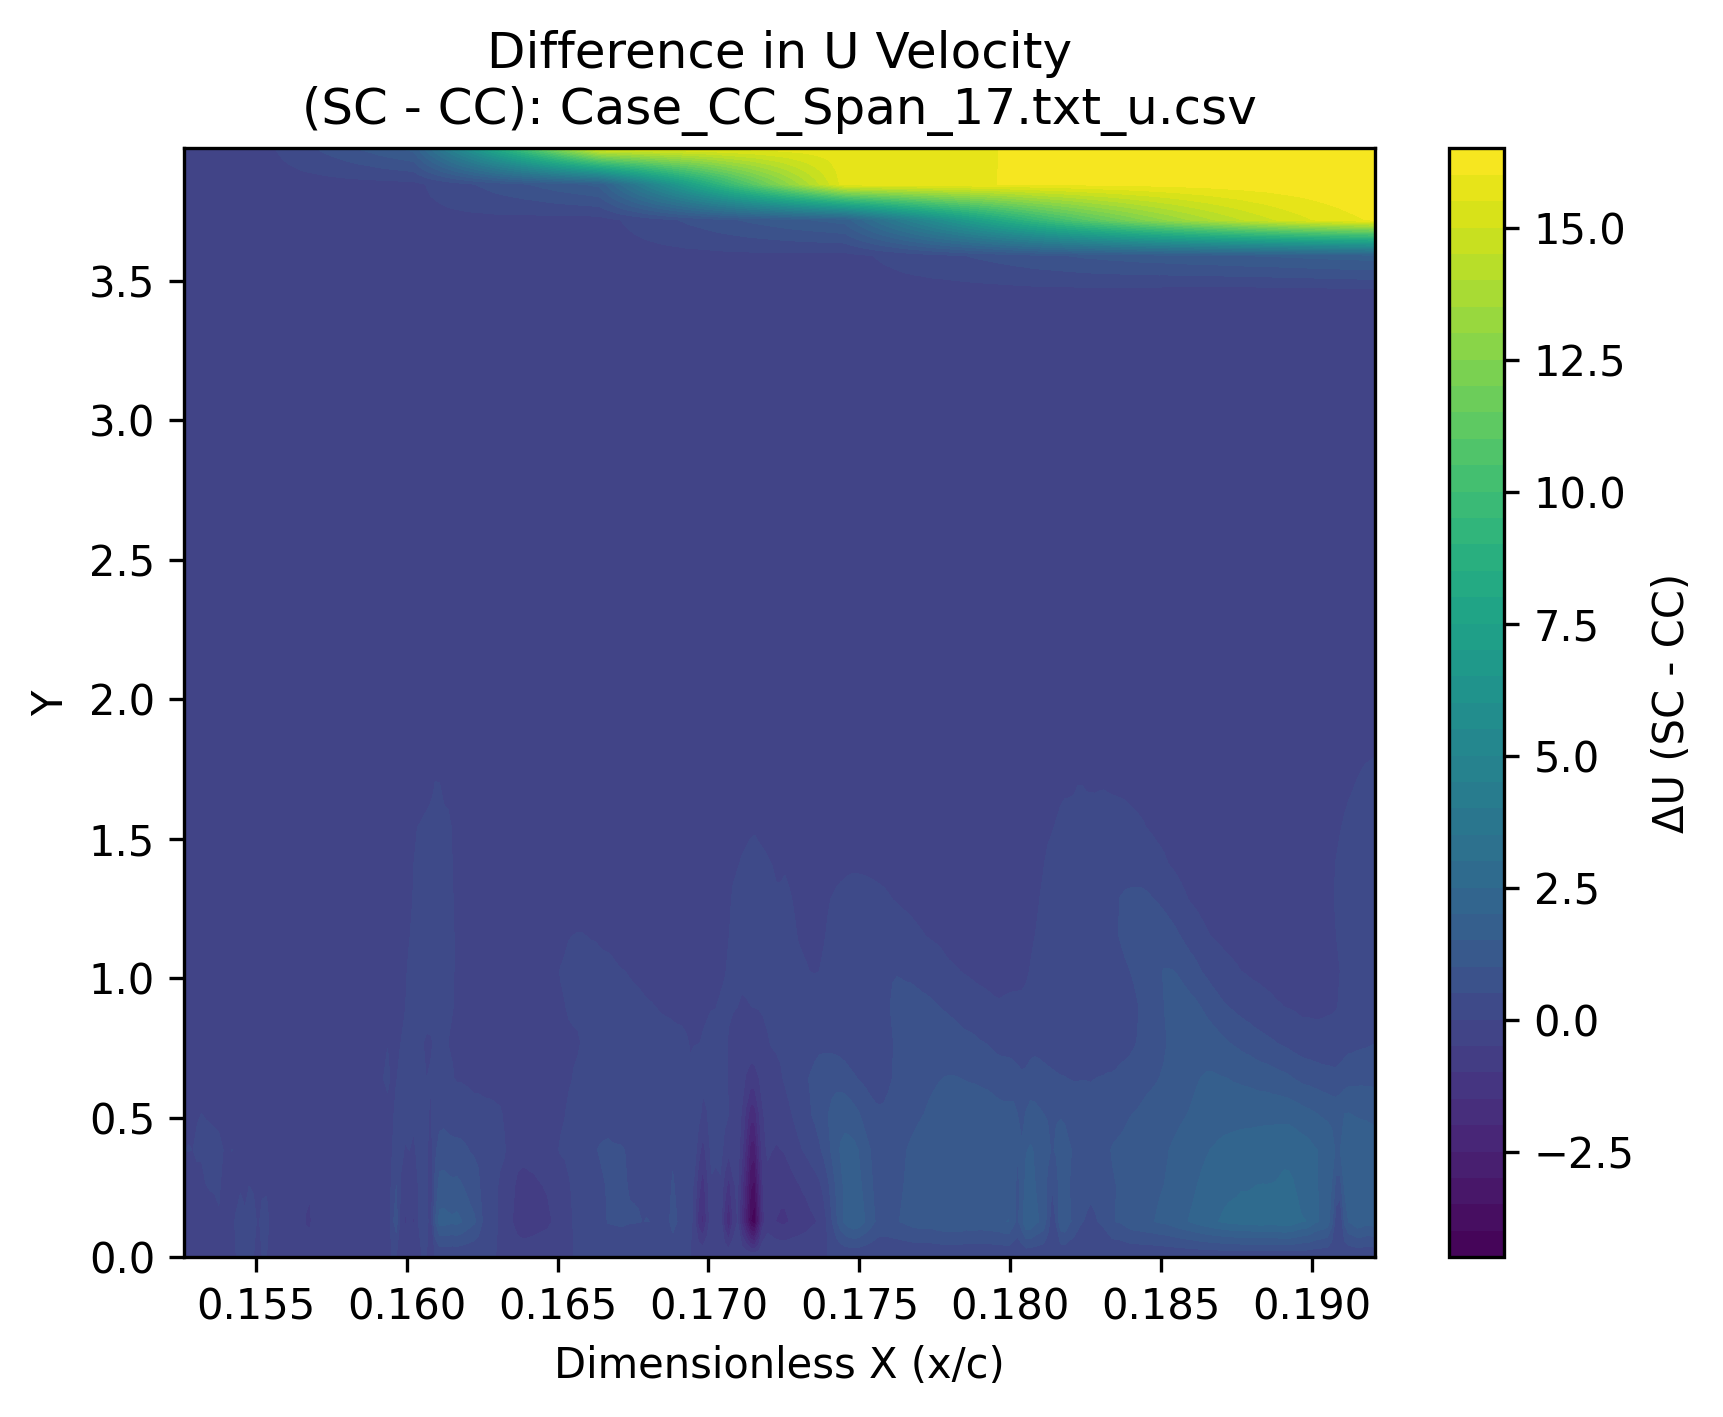 Difference in U Velocity
(SC - CC): Case_CC_Span_17.txt_u.csv
Y
3.5
3.0
2.5
2.0
1.5
1.0
0.5
0.0
0.155 0.160 0.165 0.170 0.175 0.180 0.185 0.190
Dimensionless X (x/c)
15.0
12.5
10.0
7.5
5.0
2.5
0.0
−2.5
ΔU (SC - CC)